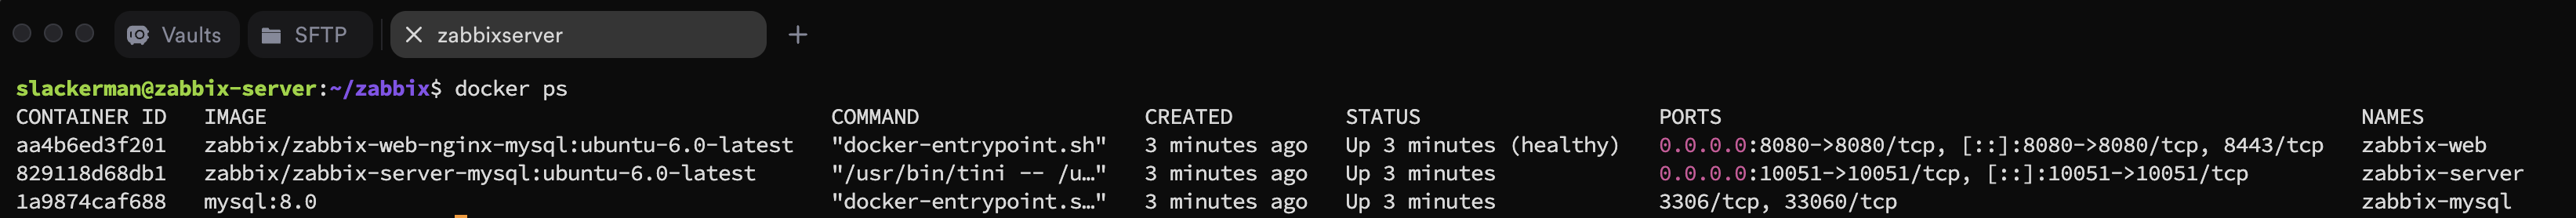 Vaults SFTP zabbixserver
slackerman@zabbix-server:~/zabbix$ docker ps
CONTAINER ID IMAGE COMMAND CREATED STATUS PORTS NAMES
aa4b6ed3f201 zabbix/zabbix-web-nginx-mysql:ubuntu-6.0-latest "docker-entrypoint.sh" 3 minutes ago Up 3 minutes (healthy) 0.0.0.0:8080->8080/tcp, [::]:8080->8080/tcp, 8443/tcp zabbix-web
829118d68db1 zabbix/zabbix-server-mysql:ubuntu-6.0-latest "/usr/bin/tini -- /u…" 3 minutes ago Up 3 minutes 0.0.0.0:10051->10051/tcp, [::]:10051->10051/tcp zabbix-server
1a9874caf688 mysql:8.0 "docker-entrypoint.s…" 3 minutes ago Up 3 minutes 3306/tcp, 33060/tcp zabbix-mysql